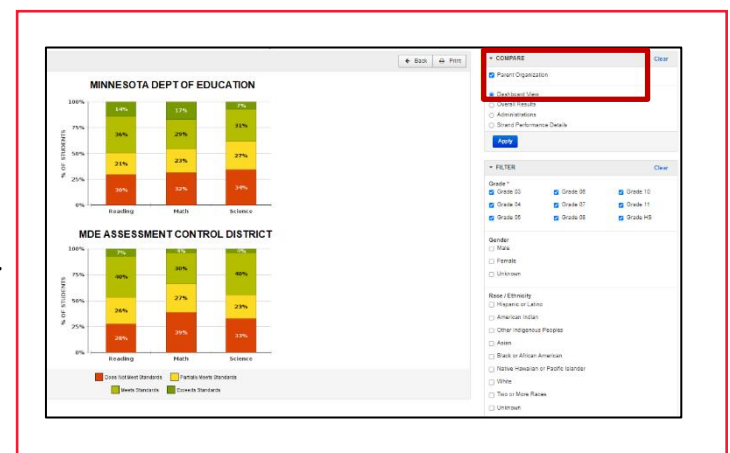 ← Back Print
MINNESOTA DEPT OF EDUCATION
% OF STUDENTS
100%
75%
50%
25%
0%
14% 17% 7%
36% 29% 31%
21% 23% 27%
30% 32% 34%
Reading Math Science
MDE ASSESSMENT CONTROL DISTRICT
% OF STUDENTS
100%
75%
50%
25%
0%
7% 4%
40% 30% 40%
26% 27% 23%
28% 39% 33%
Reading Math Science
Does Not Meet Standards Partially Meets Standards
Meets Standards Exceeds Standards
COMPARE Clear
Parent Organization
Dashboard View
Overall Results
Administrations
Strand Performance Details
Apply
FILTER Clear
Grade *
Grade 03 Grade 06 Grade 10
Grade 04 Grade 07 Grade 11
Grade 05 Grade 08 Grade HS
Gender
Male
Female
Unknown
Race / Ethnicity
Hispanic or Latino
American Indian
Other Indigenous Peoples
Asian
Black or African American
Native Hawaiian or Pacific Islander
White
Two or More Races
Unknown